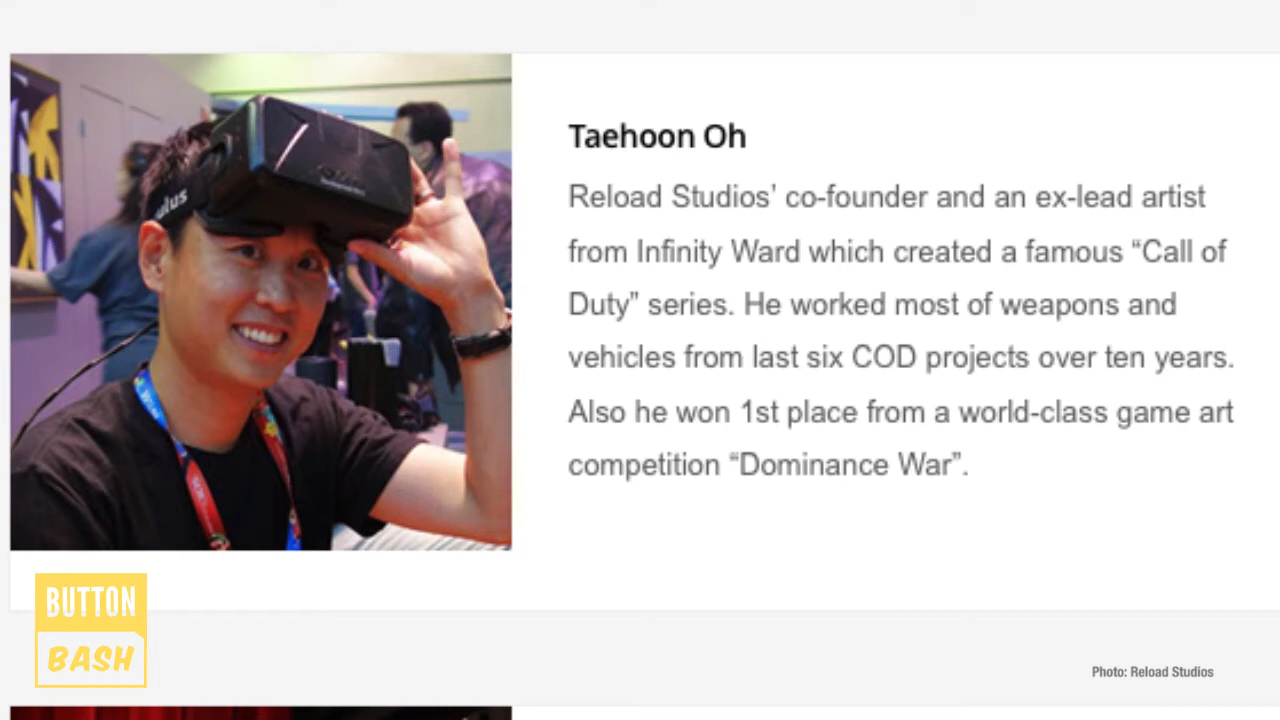 ulus
Taehoon Oh
Reload Studios’ co-founder and an ex-lead artist
from Infinity Ward which created a famous “Call of
Duty” series. He worked most of weapons and
vehicles from last six COD projects over ten years.
Also he won 1st place from a world-class game art
competition “Dominance War”.
BUTTON
BASH
Photo: Reload Studios